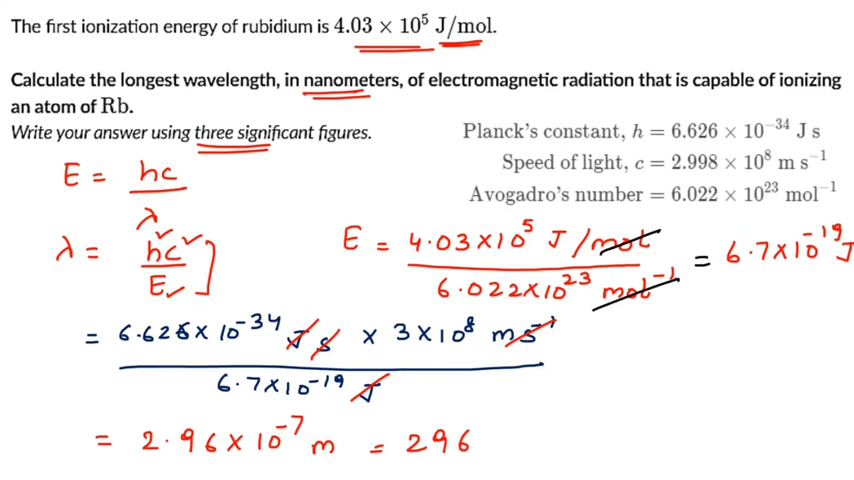 The first ionization energy of rubidium is 4.03 × 10⁵ J/mol.
Calculate the longest wavelength, in nanometers, of electromagnetic radiation that is capable of ionizing
an atom of Rb.
Write your answer using three significant figures.
Planck's constant, h = 6.626 × 10⁻³⁴ J s
Speed of light, c = 2.998 × 10⁸ m s⁻¹
Avogadro's number = 6.022 × 10²³ mol⁻¹
E = hc / λ
λ = hc / E
E = 4.03×10⁵ J/mol / 6.022×10²³ mol⁻¹ = 6.7×10⁻¹⁹ J
= 6.626×10⁻³⁴ J s × 3×10⁸ ms⁻¹ / 6.7×10⁻¹⁹ J
= 2.96×10⁻⁷ m = 296